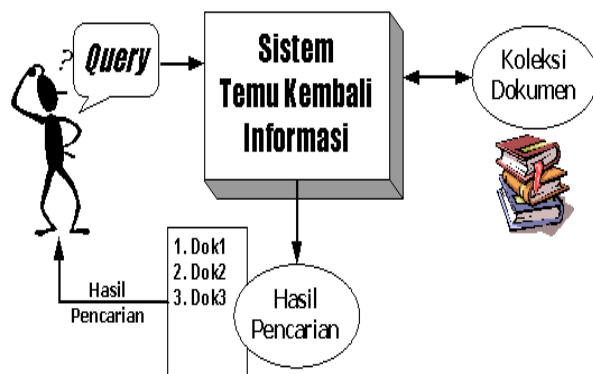 ?
Query
Sistem
Temu Kembali
Informasi
Koleksi
Dokumen
1. Dok1
2. Dok2
3. Dok3
Hasil
Pencarian
Hasil
Pencarian